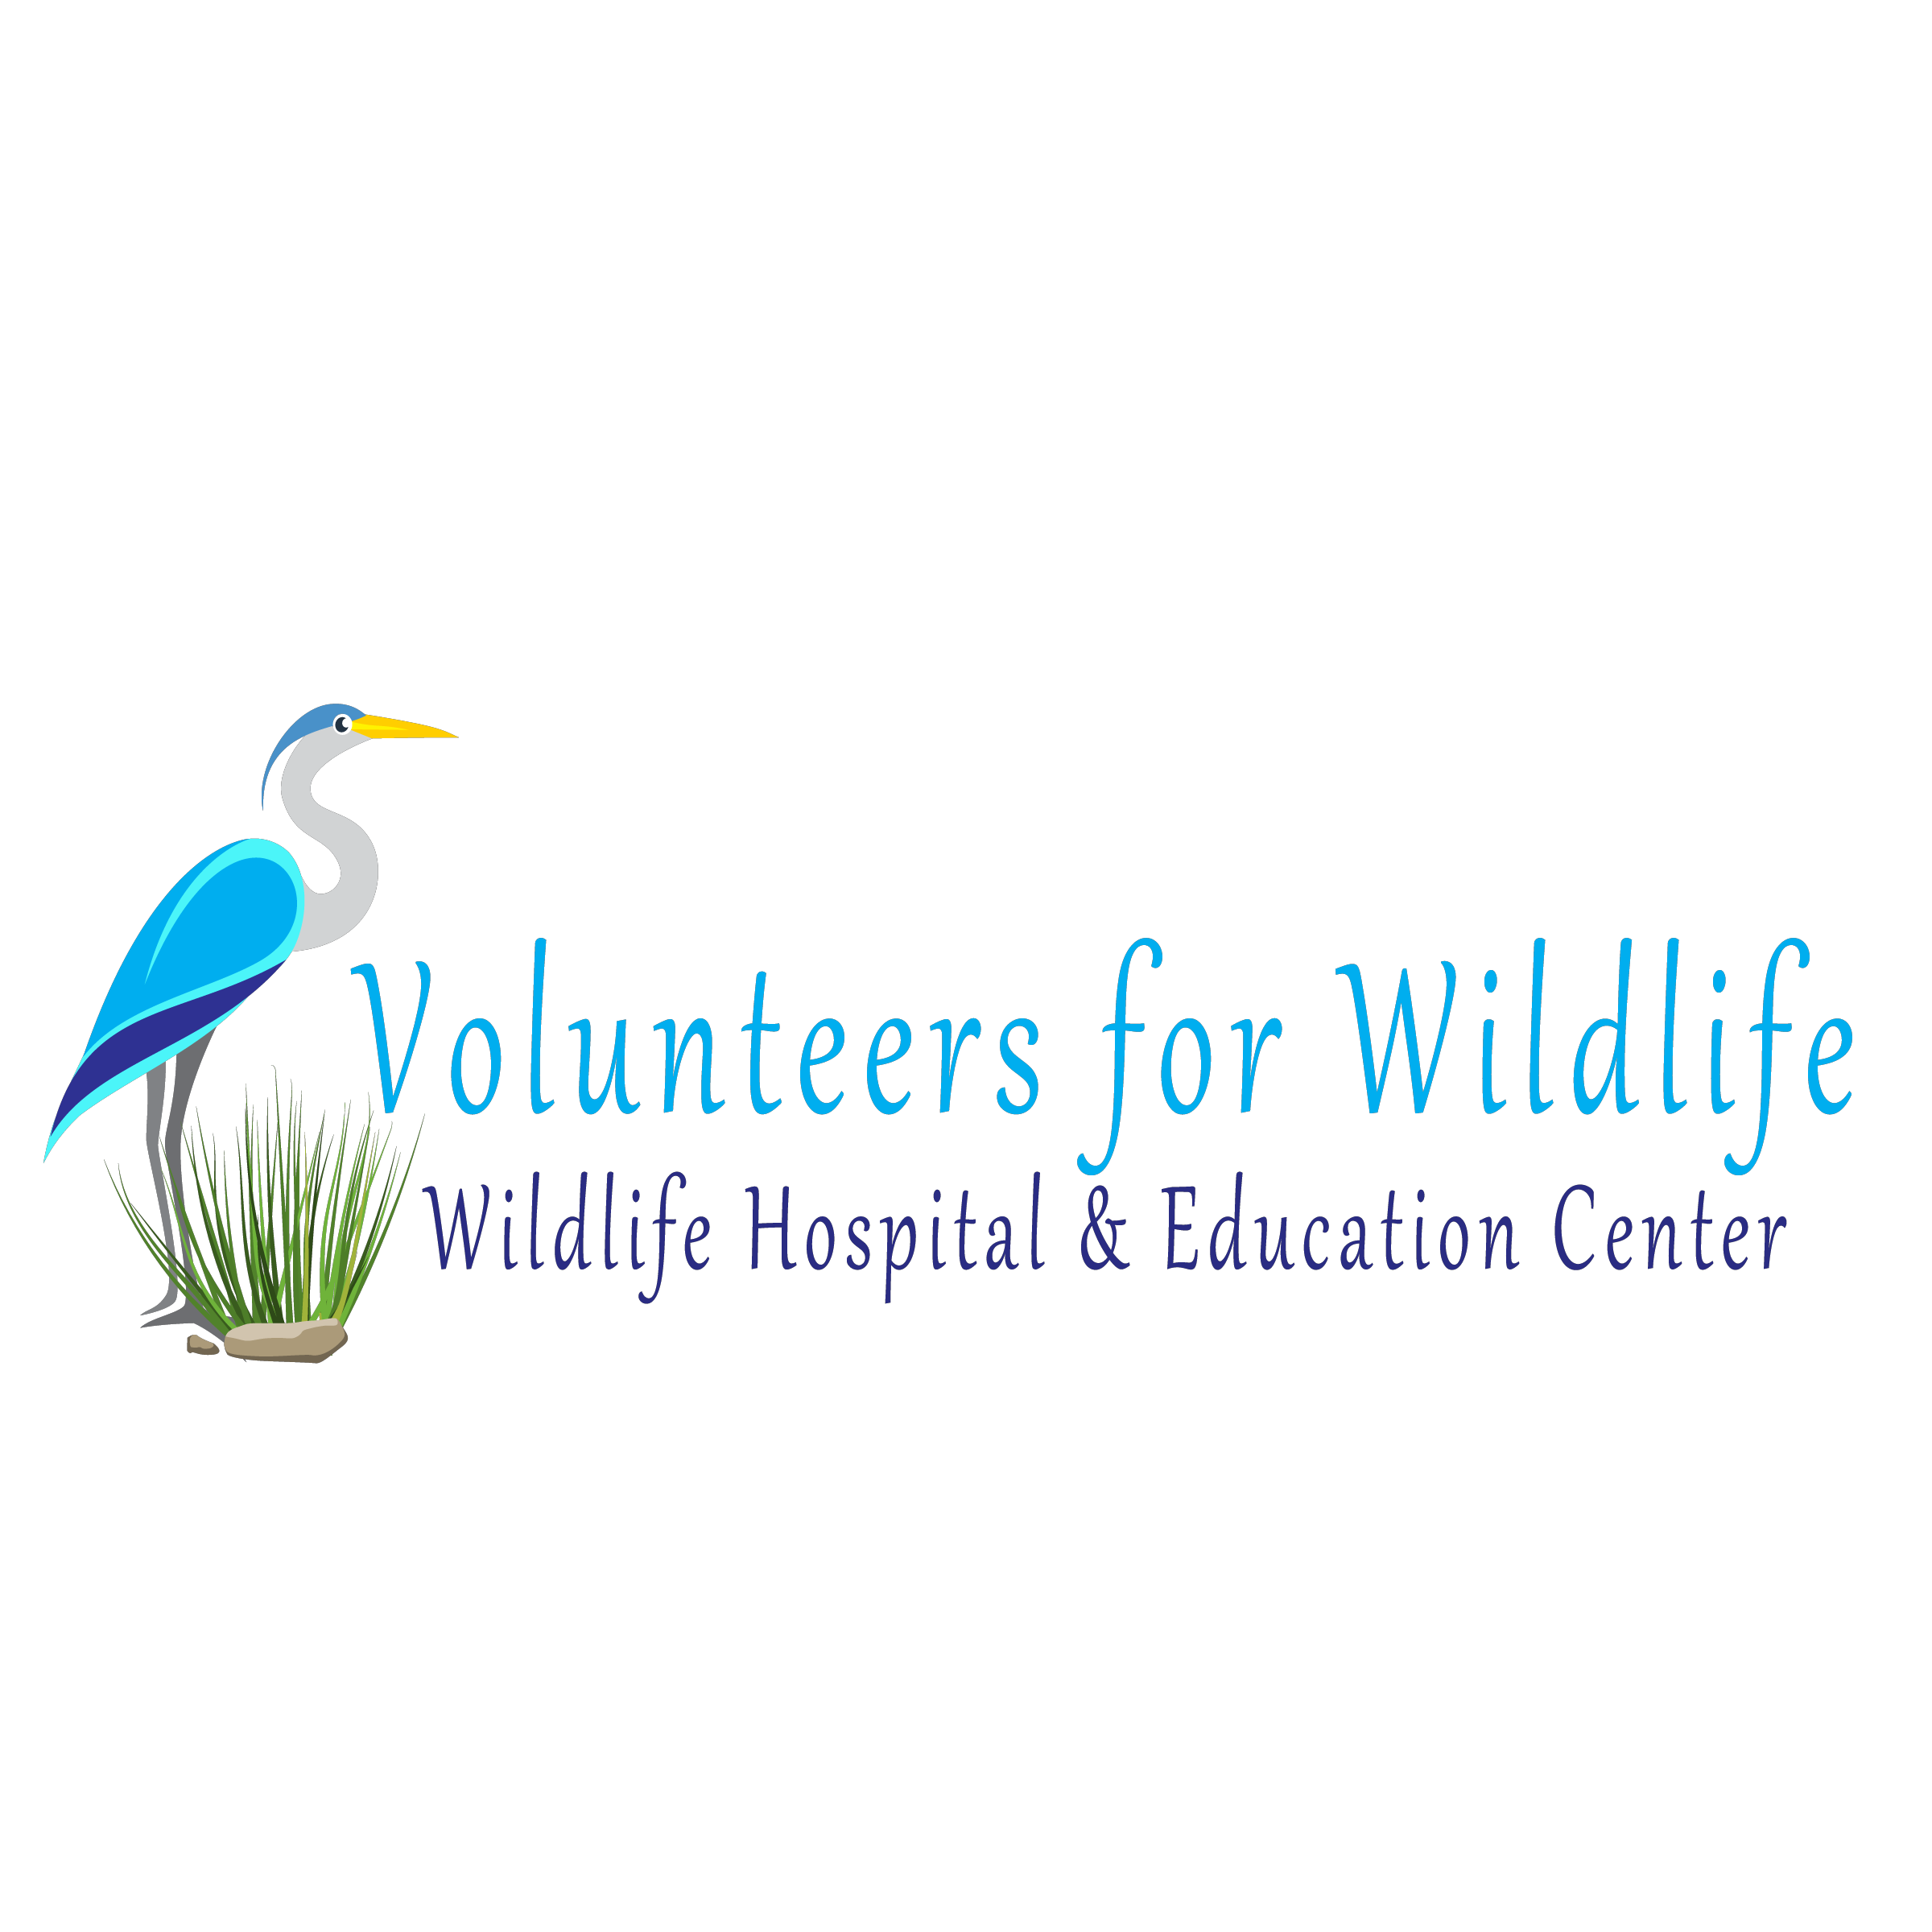 Volunteers for Wildlife
Wildlife Hospital & Education Center